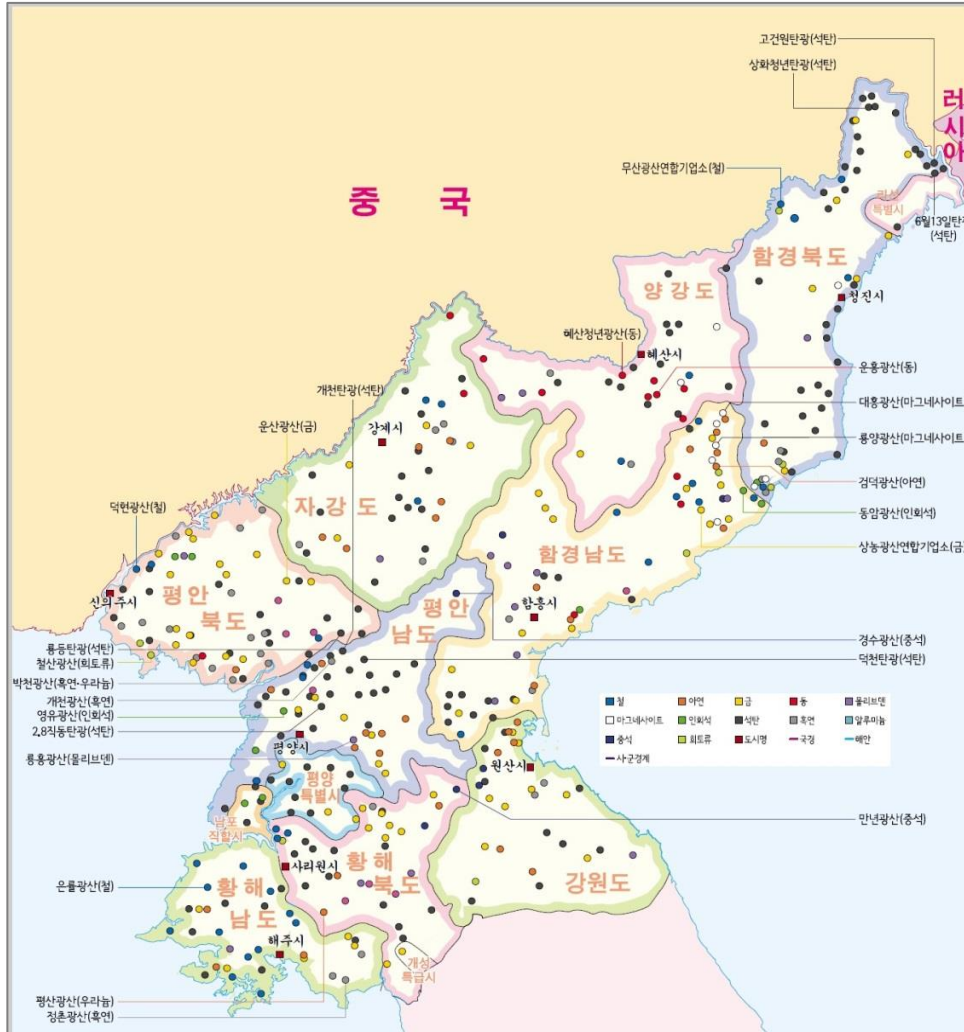 고건원탄광(석탄)
상화청년탄광(석탄)
러시아
중국
무산광산연합기업소(철)
특별시
6월13일탄
(석탄)
함경북도
양강도
청진시
혜산청년광산(동)
혜산시
개천탄광(석탄)
운흥광산(동)
대흥광산(마그네사이트
운산광산(금)
강계시
룡양광산(마그네사이트
검덕광산(아연)
자강도
동암광산(인회석)
덕현광산(철)
함경남도
상농광산연합기업소(금)
신의주시
평안
북도
평안
남도
함흥시
룡등탄광(석탄)
철산광산(희토류)
경수광산(중석)
덕천탄광(석탄)
박천광산(흑연·우라늄)
개천광산(흑연)
영유광산(인회석)
2.8직동탄광(석탄)
룡흥광산(몰리브덴)
철
아연
금
동
몰리브덴
마그네사이트
인회석
석탄
흑연
알루미늄
중석
희토류
도시명
국경
해안
시·군경계
평양시
원산시
평양
특별시
남포
직할시
만년광산(중석)
사리원시
황해
북도
강원도
은률광산(철)
황해
남도
해주시
개성
특급시
평산광산(우라늄)
정촌광산(흑연)